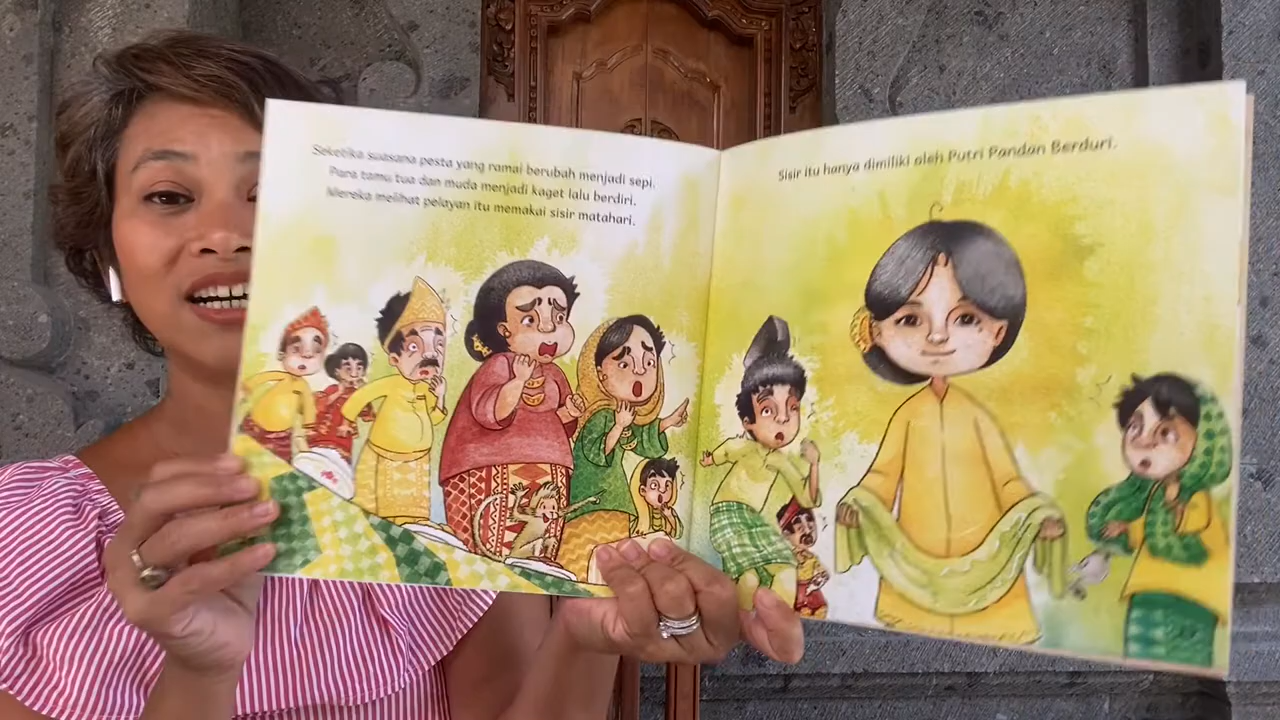 Seketika suasana pesta yang ramai berubah menjadi sepi.
Para tamu tua dan muda menjadi kaget lalu berdiri.
Mereka melihat pelayan itu memakai sisir matahari.
Sisir itu hanya dimiliki oleh Putri Pandan Berduri.